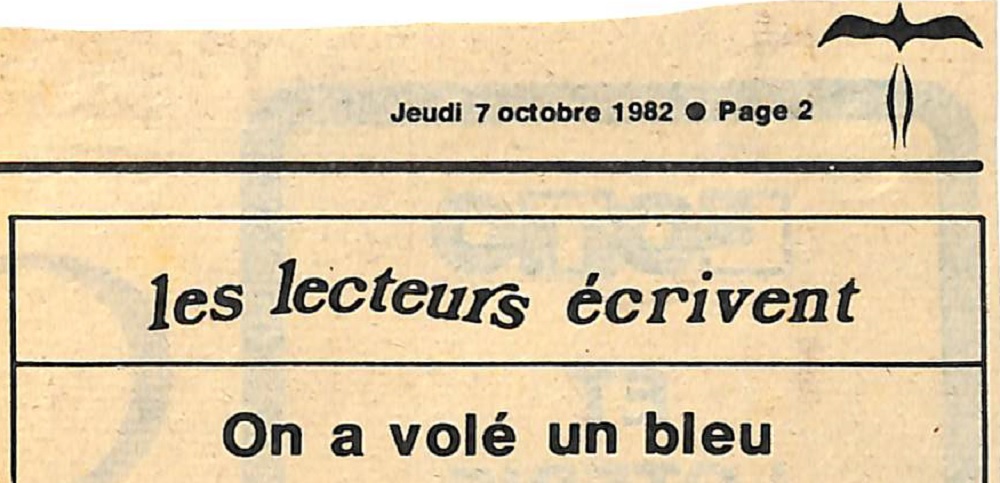 Jeudi 7 octobre 1982 ● Page 2
les lecteurs écrivent
On a volé un bleu